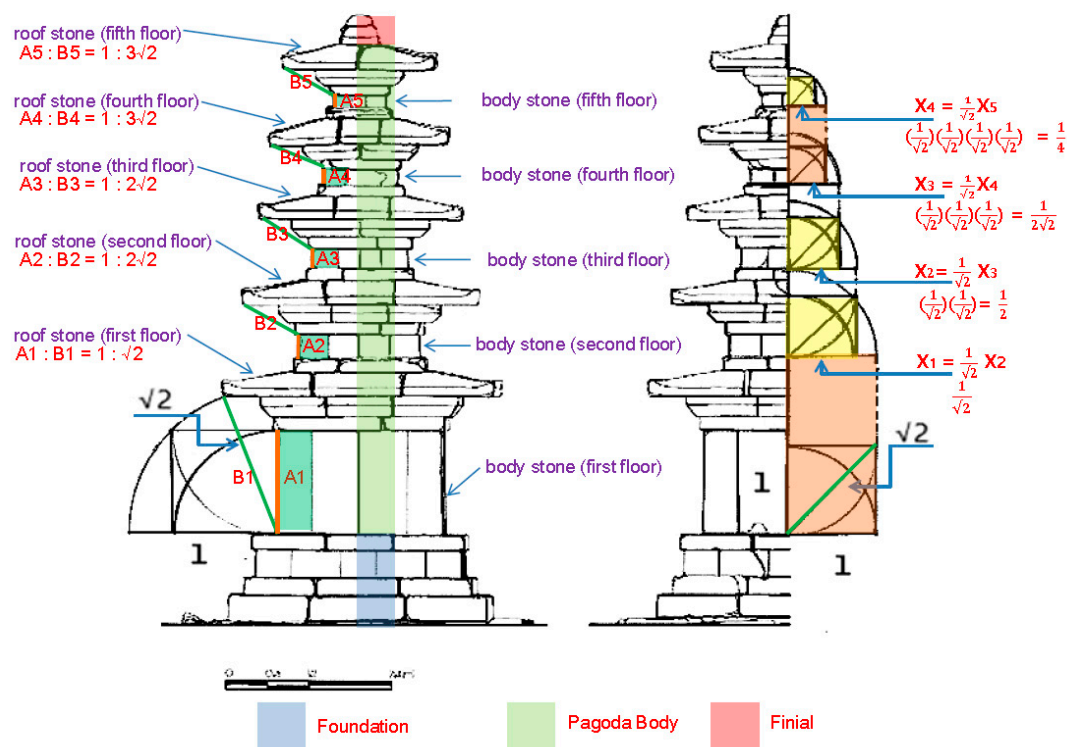 roof stone (fifth floor)
A5 : B5 = 1 : 3√2
roof stone (fourth floor)
A4 : B4 = 1 : 3√2
roof stone (third floor)
A3 : B3 = 1 : 2√2
roof stone (second floor)
A2 : B2 = 1 : 2√2
roof stone (first floor)
A1 : B1 = 1 : √2
√2
1
B5
A5
B4
A4
B3
A3
B2
A2
B1
A1
body stone (fifth floor)
body stone (fourth floor)
body stone (third floor)
body stone (second floor)
body stone (first floor)
X4 = 1/√2 X5
(1/√2)(1/√2)(1/√2)(1/√2) = 1/4
X3 = 1/√2 X4
(1/√2)(1/√2)(1/√2) = 1/2√2
X2 = 1/√2 X3
(1/√2)(1/√2) = 1/2
X1 = 1/√2 X2
1/√2
√2
1
1
0
Foundation
Pagoda Body
Finial